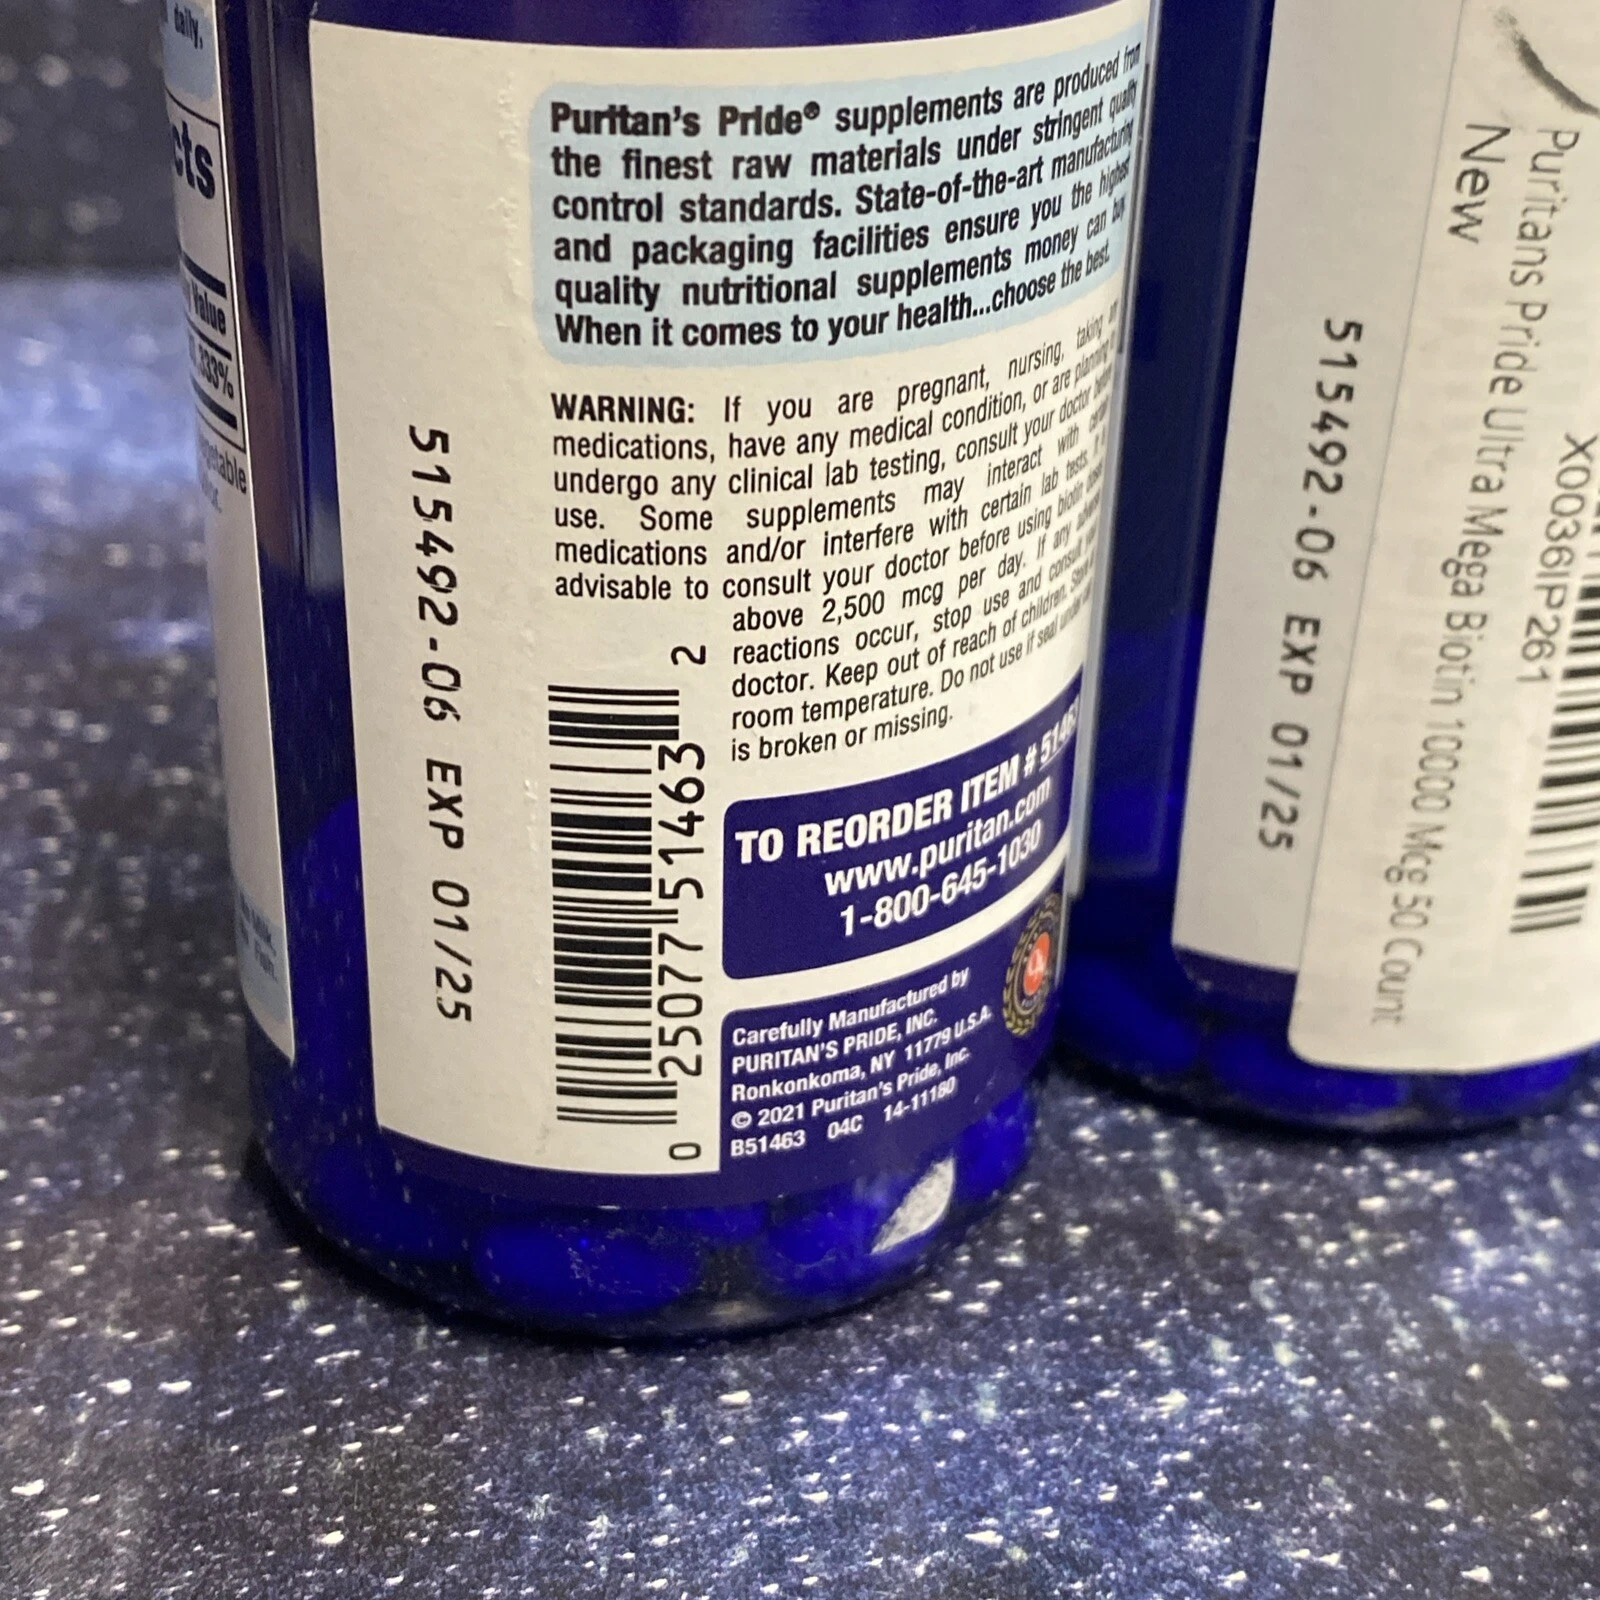 daily.
cts
Value
333%
getable
Puritan's Pride® supplements are produced from
the finest raw materials under stringent quality
control standards. State-of-the-art manufacturing
and packaging facilities ensure you the highest
quality nutritional supplements money can buy
When it comes to your health...choose the best.
WARNING: If you are pregnant, nursing, taking
medications, have any medical condition, or are planning
undergo any clinical lab testing, consult your doctor
use. Some supplements may interact with
medications and/or interfere with certain lab tests.
advisable to consult your doctor before using biotin
above 2,500 mcg per day. If any
reactions occur, stop use and consult
doctor. Keep out of reach of children.
room temperature. Do not use if seal
is broken or missing.
515492-06 EXP 01/25
0 25077 51463 2
TO REORDER ITEM # 5146
www.puritan.com
1-800-645-1030
Carefully Manufactured by
PURITAN'S PRIDE, INC.
Ronkonkoma, NY 11779 U.S.A.
© 2021 Puritan's Pride, Inc.
B51463 04C 14-11180
515492-06 EXP 01/25
X0036IP261
Puritans Pride Ultra Mega Biotin 10000 Mcg 50 Count
New